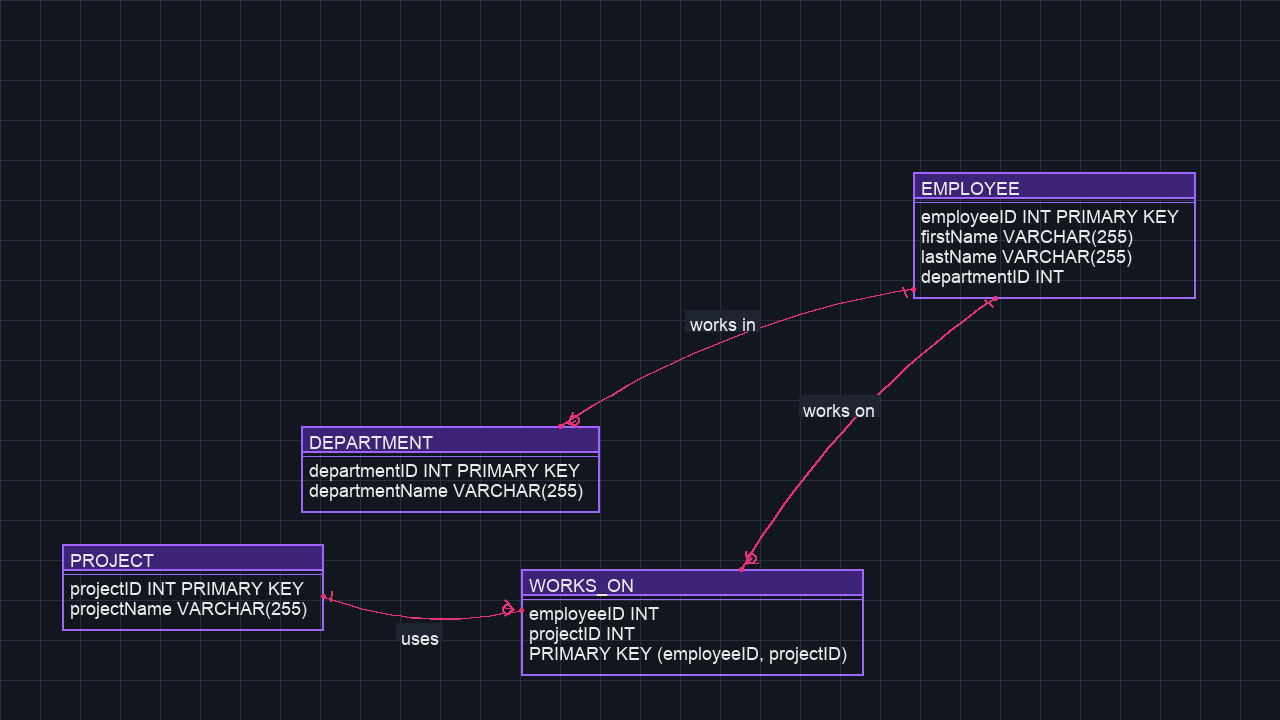 EMPLOYEE
employeeID INT PRIMARY KEY
firstName VARCHAR(255)
lastName VARCHAR(255)
departmentID INT
works in
works on
DEPARTMENT
departmentID INT PRIMARY KEY
departmentName VARCHAR(255)
PROJECT
projectID INT PRIMARY KEY
projectName VARCHAR(255)
uses
WORKS_ON
employeeID INT
projectID INT
PRIMARY KEY (employeeID, projectID)